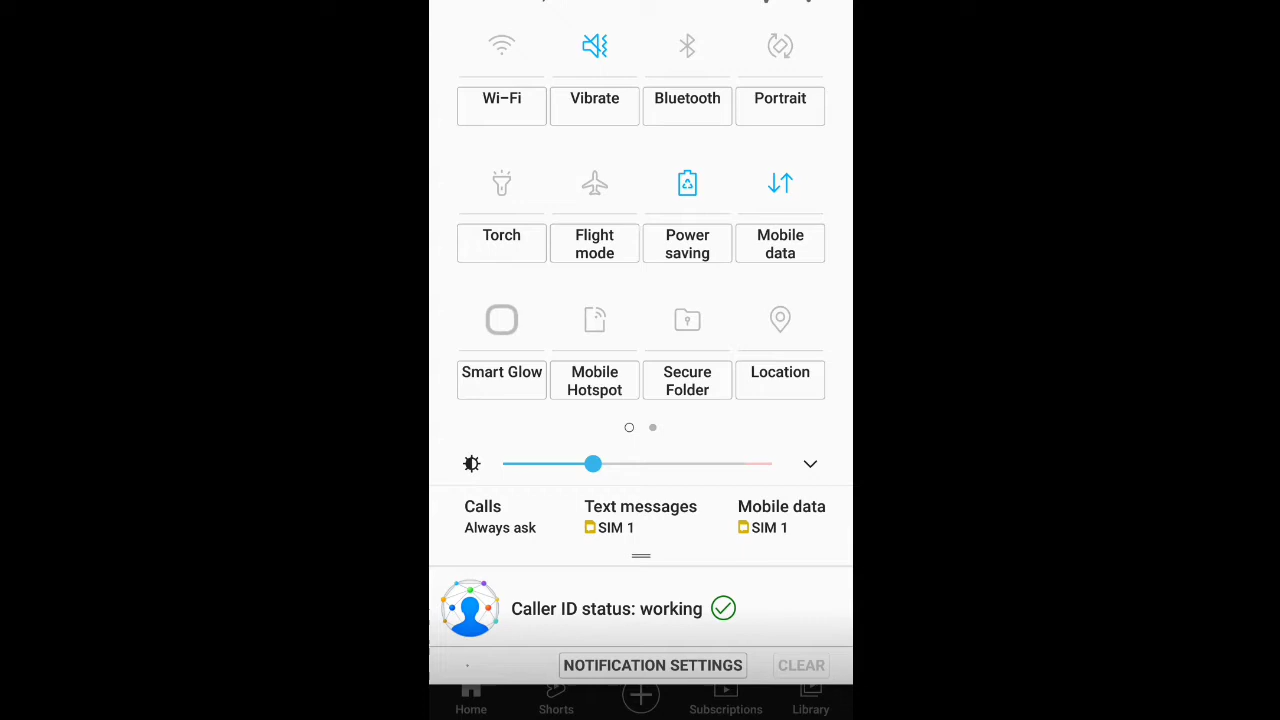 Wi-Fi
Vibrate
Bluetooth
Portrait
Torch
Flight
mode
Power
saving
Mobile
data
Smart Glow
Mobile
Hotspot
Secure
Folder
Location
Calls
Text messages
Mobile data
Always ask
SIM 1
SIM 1
Caller ID status: working
NOTIFICATION SETTINGS
CLEAR
Home
Shorts
Subscriptions
Library